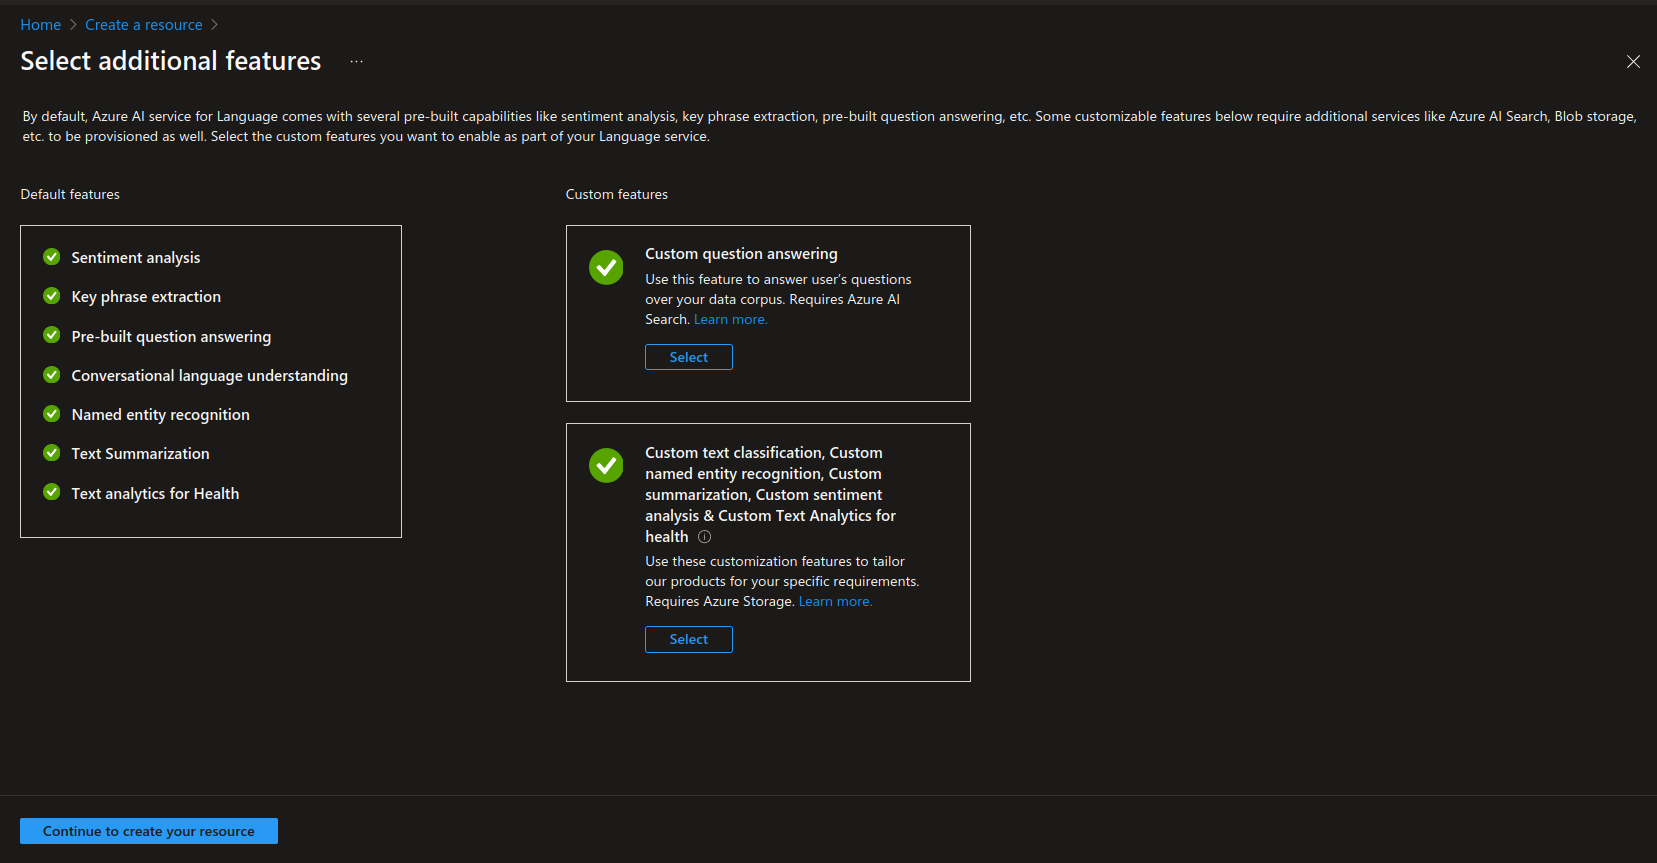 Home > Create a resource >
Select additional features ...
By default, Azure AI service for Language comes with several pre-built capabilities like sentiment analysis, key phrase extraction, pre-built question answering, etc. Some customizable features below require additional services like Azure AI Search, Blob storage,
etc. to be provisioned as well. Select the custom features you want to enable as part of your Language service.
Default features
Sentiment analysis
Key phrase extraction
Pre-built question answering
Conversational language understanding
Named entity recognition
Text Summarization
Text analytics for Health
Custom features
Custom question answering
Use this feature to answer user's questions
over your data corpus. Requires Azure AI
Search. Learn more.
Select
Custom text classification, Custom
named entity recognition, Custom
summarization, Custom sentiment
analysis & Custom Text Analytics for
health
Use these customization features to tailor
our products for your specific requirements.
Requires Azure Storage. Learn more.
Select
Continue to create your resource